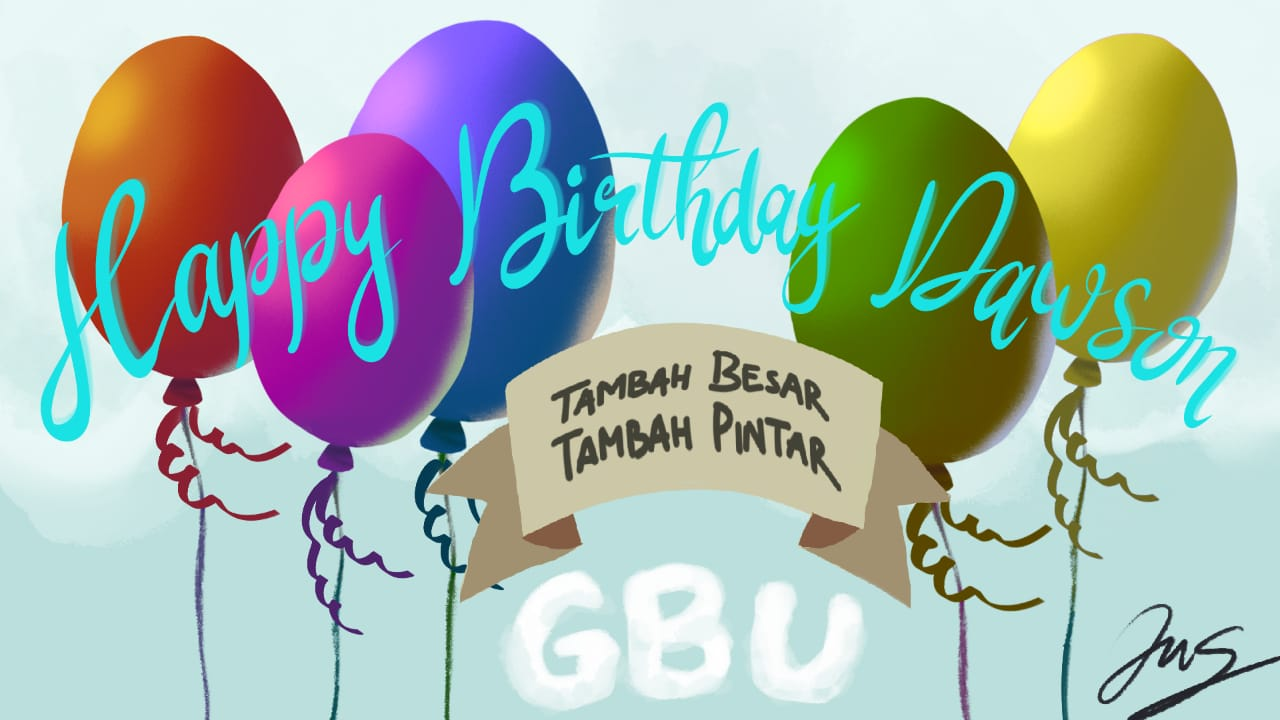 Happy Birthday Dawson
TAMBAH BESAR
TAMBAH PINTAR
GBU